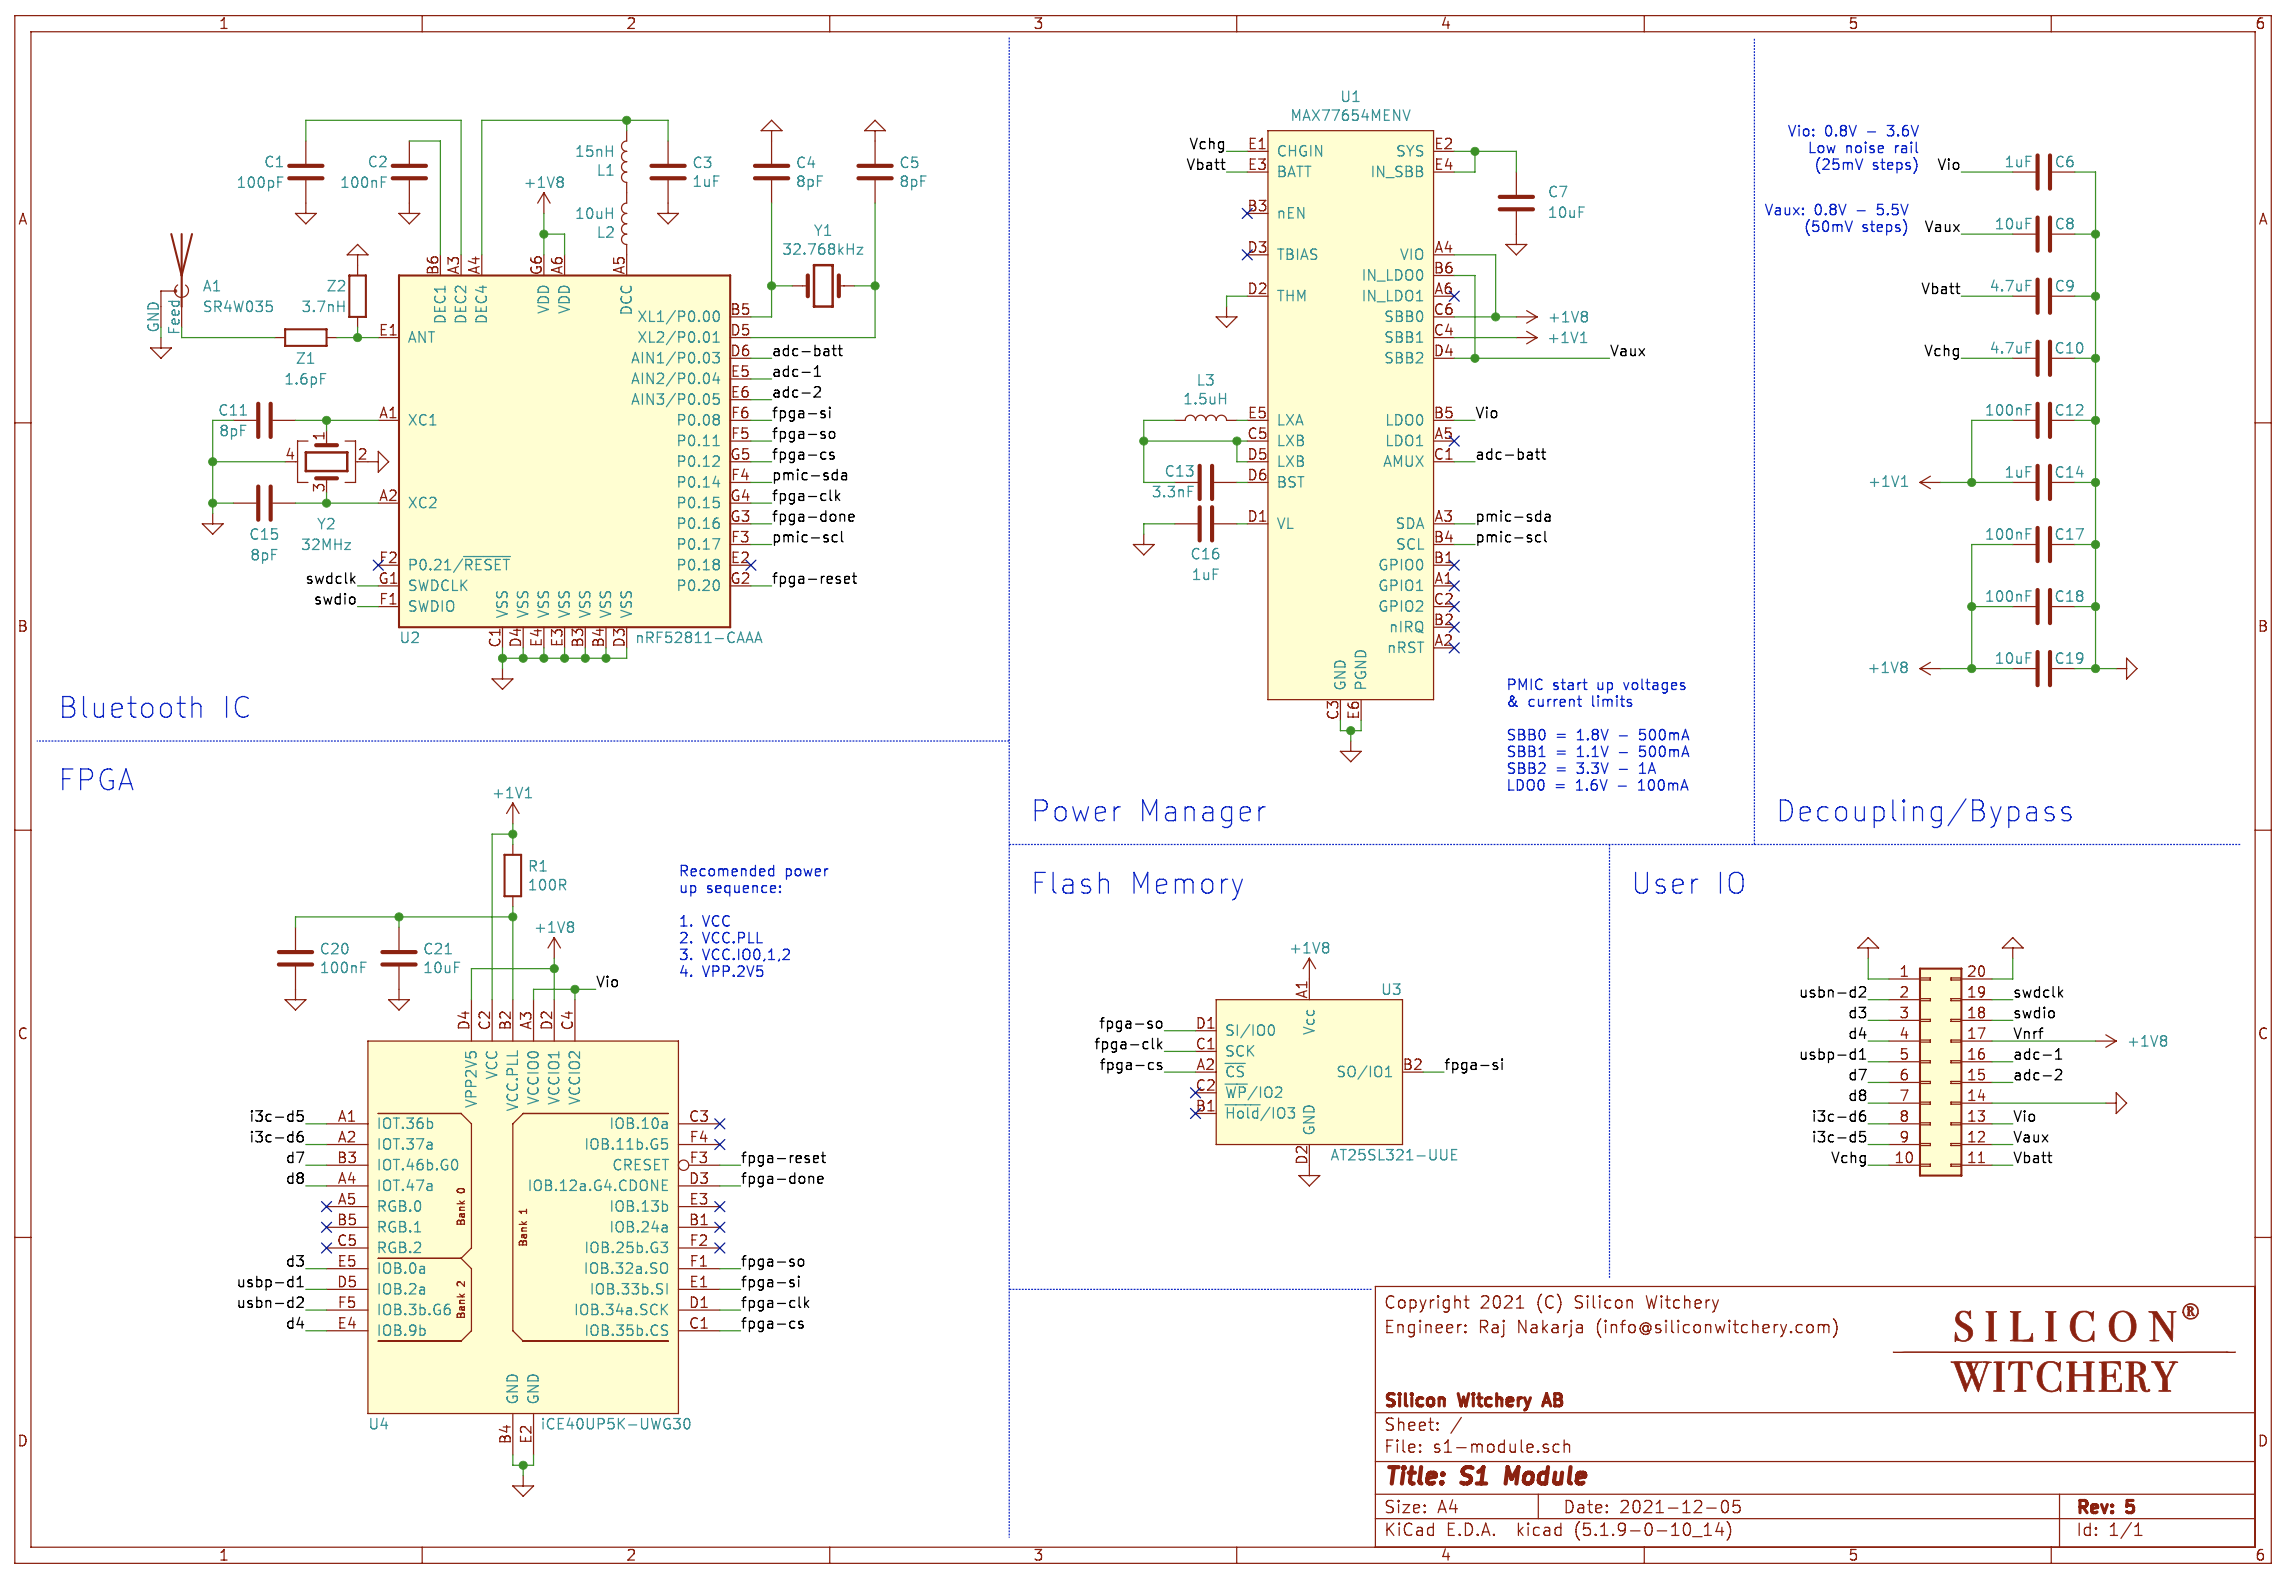 1 2 3 4 5 6
A
B
C
D
C1
100pF
C2
100nF
15nH
L1
10uH
L2
C3
1uF
C4
8pF
C5
8pF
+1V8
Y1
32.768kHz
A1
SR4W035
GND
Feed
Z2
3.7nH
Z1
1.6pF
C11
8pF
C15
8pF
1
2
3
4
Y2
32MHz
B6 DEC1
A3 DEC2
A4 DEC4
G6 VDD
A6 VDD
A5 DCC
E1 ANT
A1 XC1
A2 XC2
F2 P0.21/RESET
swdclk G1 SWDCLK
swdio F1 SWDIO
XL1/P0.00 B5
XL2/P0.01 D5
AIN1/P0.03 D6 adc-batt
AIN2/P0.04 E5 adc-1
AIN3/P0.05 E6 adc-2
P0.08 F6 fpga-si
P0.11 F5 fpga-so
P0.12 G5 fpga-cs
P0.14 F4 pmic-sda
P0.15 G4 fpga-clk
P0.16 G3 fpga-done
P0.17 F3 pmic-scl
P0.18 E2
P0.20 G2 fpga-reset
VSS VSS VSS VSS VSS VSS VSS
C1 D4 E4 E3 B3 B4 D3
U2
nRF52811-CAAA
Bluetooth IC
U1
MAX77654MENV
Vchg E1 CHGIN
Vbatt E3 BATT
B3 nEN
D3 TBIAS
D2 THM
L3
1.5uH
E5 LXA
C5 LXB
D5 LXB
D6 BST
D1 VL
C13
3.3nF
C16
1uF
SYS E2
IN_SBB E4
VIO A4
IN_LDO0 B6
IN_LDO1 A6
SBB0 C6 +1V8
SBB1 C4 +1V1
SBB2 D4 Vaux
LDO0 B5 Vio
LDO1 A5
AMUX C1 adc-batt
SDA A3 pmic-sda
SCL B4 pmic-scl
GPIO0 B1
GPIO1 A1
GPIO2 C2
nIRQ B2
nRST A2
GND PGND
C3 E6
C7
10uF
PMIC start up voltages
& current limits
SBB0 = 1.8V - 500mA
SBB1 = 1.1V - 500mA
SBB2 = 3.3V - 1A
LDO0 = 1.6V - 100mA
Power Manager
Vio: 0.8V - 3.6V
Low noise rail
(25mV steps)
Vaux: 0.8V - 5.5V
(50mV steps)
Vio 1uF C6
Vaux 10uF C8
Vbatt 4.7uF C9
Vchg 4.7uF C10
100nF C12
+1V1 1uF C14
100nF C17
100nF C18
+1V8 10uF C19
Decoupling/Bypass
FPGA
+1V1
R1
100R
C20
100nF
C21
10uF
+1V8
Vio
Recomended power
up sequence:
1. VCC
2. VCC.PLL
3. VCC.IO0,1,2
4. VPP.2V5
D4 VPP2V5
C2 VCC
B2 VCC.PLL
A3 VCCIO0
D2 VCCIO1
C4 VCCIO2
i3c-d5 A1 IOT.36b
i3c-d6 A2 IOT.37a
d7 B3 IOT.46b.G0
d8 A4 IOT.47a
A5 RGB.0
B5 RGB.1
C5 RGB.2
d3 E5 IOB.0a
usbp-d1 D5 IOB.2a
usbn-d2 F5 IOB.3b.G6
d4 E4 IOB.9b
Bank 0
Bank 1
Bank 2
IOB.10a C3
IOB.11b.G5 F4
CRESET F3 fpga-reset
IOB.12a.G4.CDONE D3 fpga-done
IOB.13b E3
IOB.24a B1
IOB.25b.G3 F2
IOB.32a.SO F1 fpga-so
IOB.33b.SI E1 fpga-si
IOB.34a.SCK D1 fpga-clk
IOB.35b.CS C1 fpga-cs
GND GND
B4 E2
U4
iCE40UP5K-UWG30
Flash Memory
+1V8
U3
A1 Vcc
fpga-so D1 SI/IO0
fpga-clk C1 SCK
fpga-cs A2 CS
C2 WP/IO2
B1 Hold/IO3
SO/IO1 B2 fpga-si
GND
D2
AT25SL321-UUE
User IO
1 20
usbn-d2 2 19 swdclk
d3 3 18 swdio
d4 4 17 Vnrf +1V8
usbp-d1 5 16 adc-1
d7 6 15 adc-2
d8 7 14
i3c-d6 8 13 Vio
i3c-d5 9 12 Vaux
Vchg 10 11 Vbatt
Copyright 2021 (C) Silicon Witchery
Engineer: Raj Nakarja (info@siliconwitchery.com)
SILICON®
WITCHERY
Silicon Witchery AB
Sheet: /
File: s1-module.sch
Title: S1 Module
Size: A4 Date: 2021-12-05 Rev: 5
KiCad E.D.A. kicad (5.1.9-0-10_14) Id: 1/1
A
B
C
D
1 2 3 4 5 6